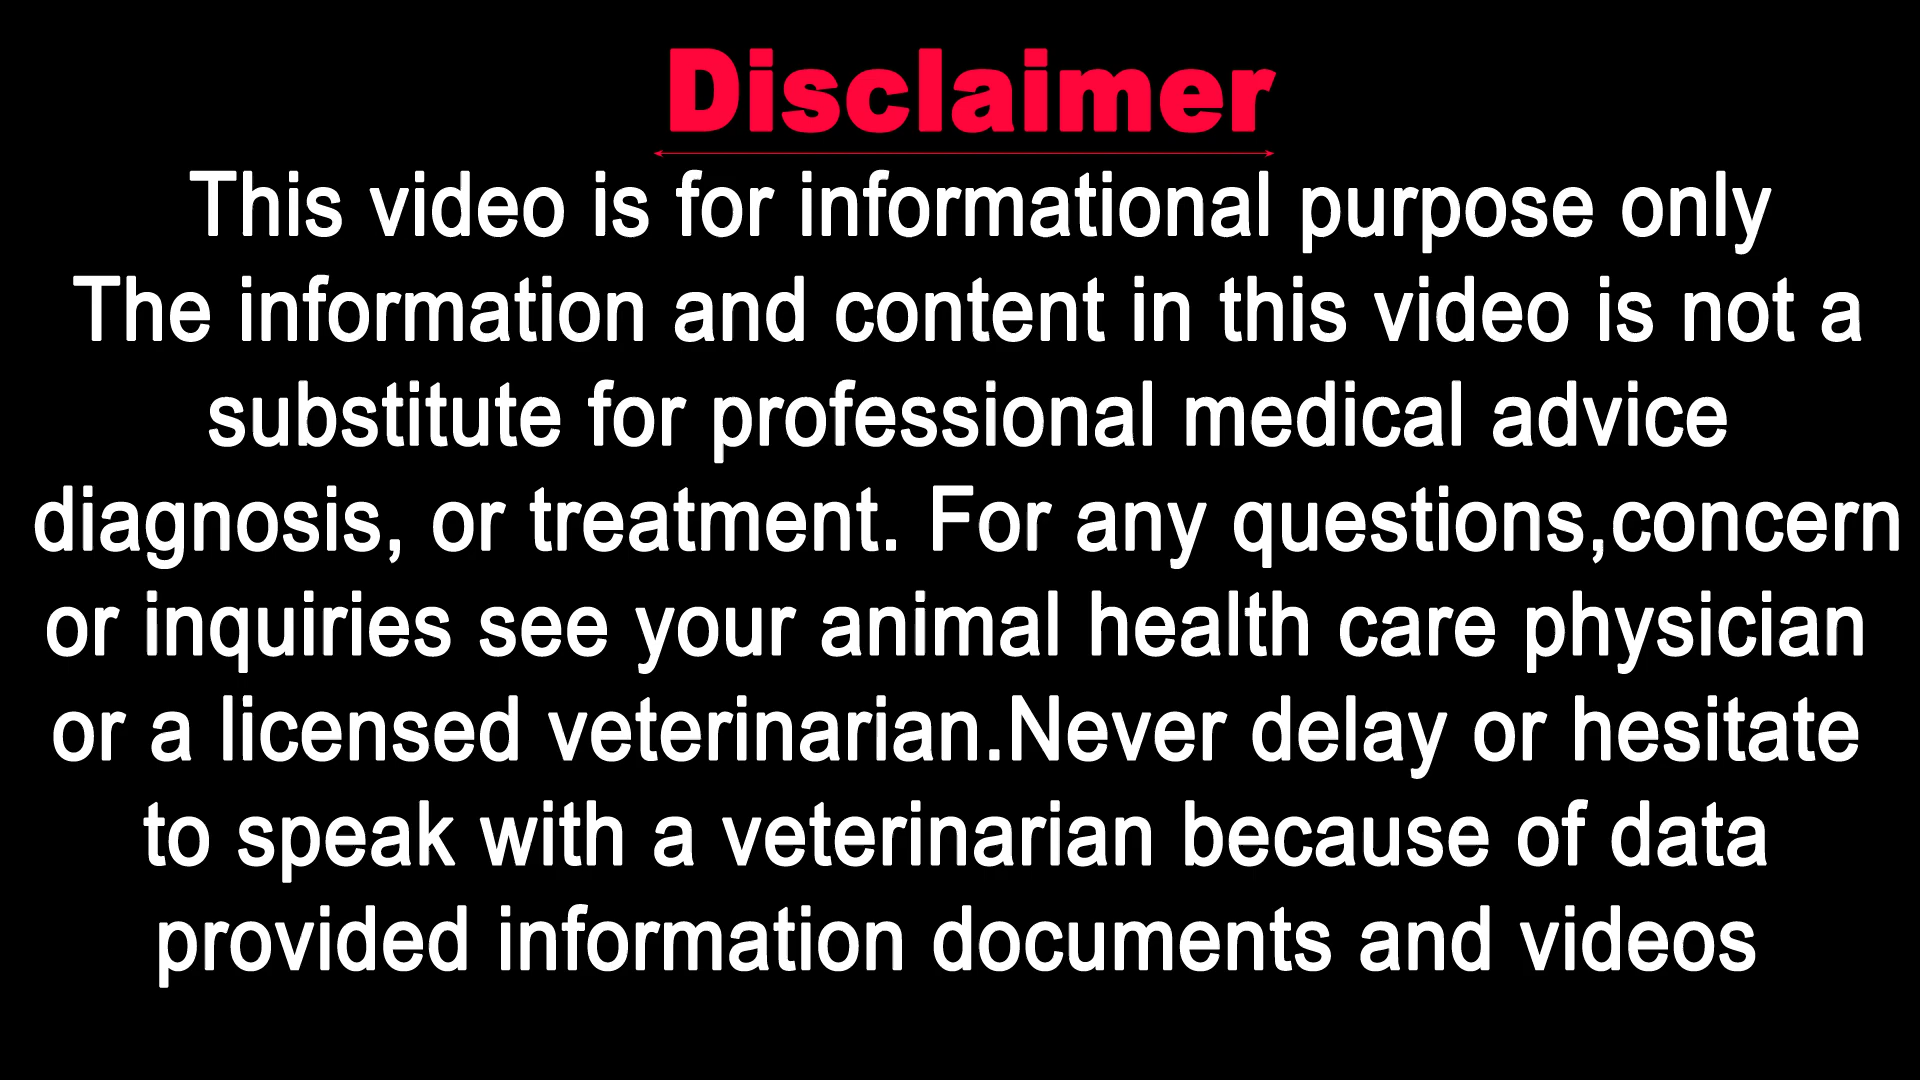 Disclaimer
This video is for informational purpose only
The information and content in this video is not a
substitute for professional medical advice
diagnosis, or treatment. For any questions,concern
or inquiries see your animal health care physician
or a licensed veterinarian.Never delay or hesitate
to speak with a veterinarian because of data
provided information documents and videos